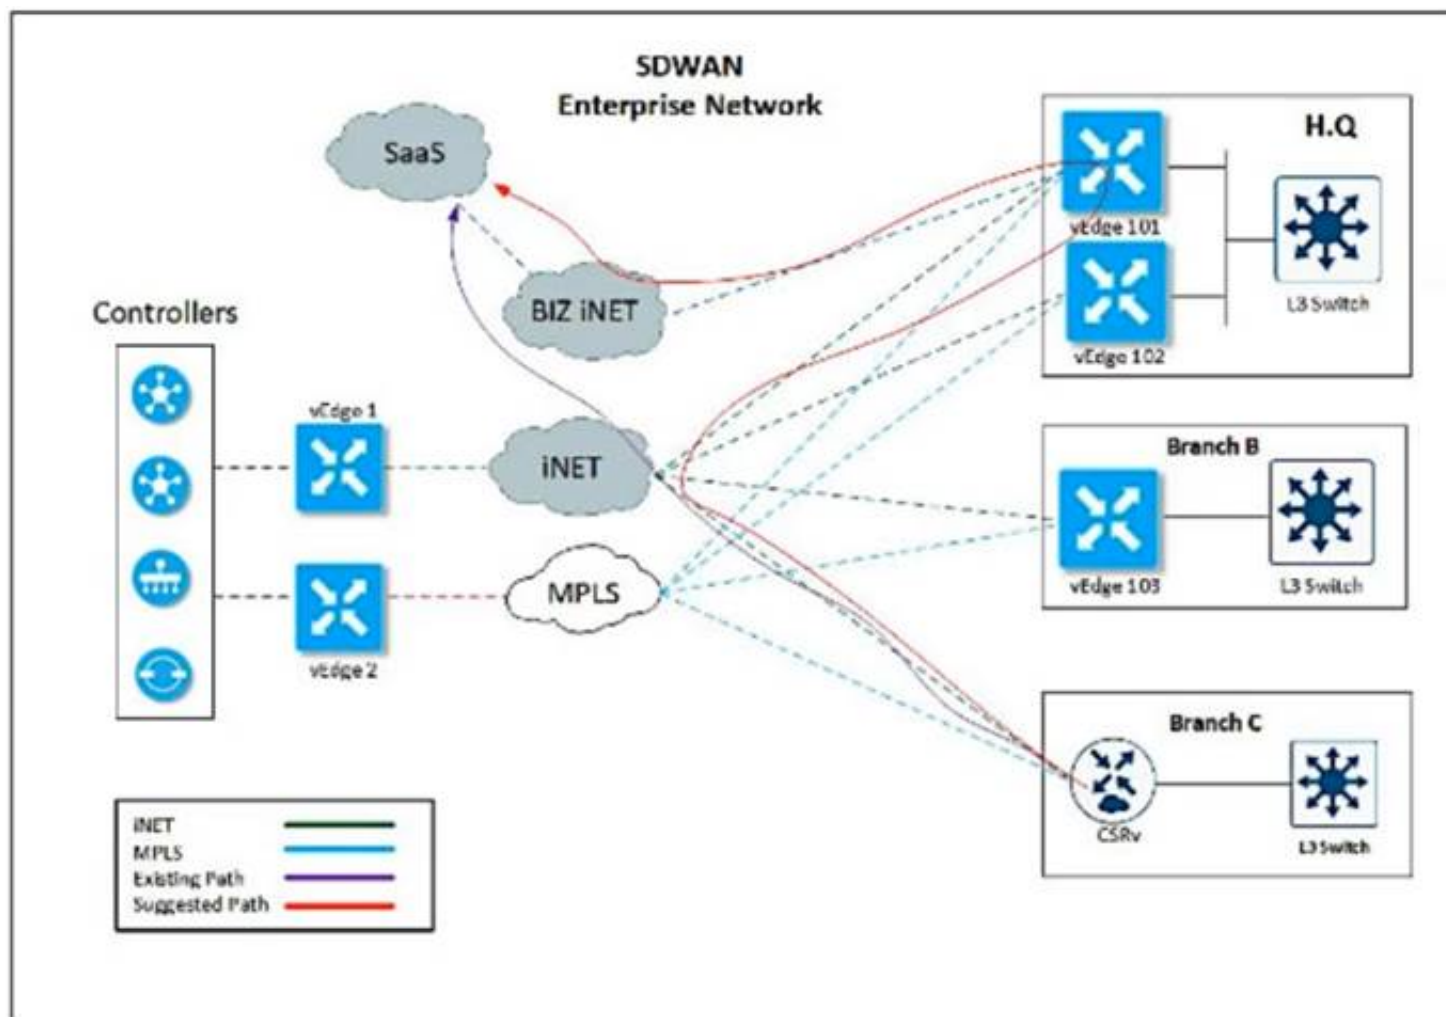 SDWAN
Enterprise Network
SaaS
BIZ iNET
iNET
MPLS
Controllers
vEdge 1
vEdge 2
H.Q
vEdge 101
vEdge 102
L3 Switch
Branch B
vEdge 103
L3 Switch
Branch C
CSRv
L3 Switch
iNET
MPLS
Existing Path
Suggested Path